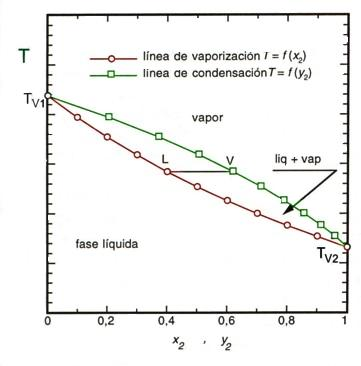 T
línea de vaporización T = f(x2)
línea de condensación T = f(y2)
TV1
vapor
L V liq + vap
fase líquida
TV2
0 0,2 0,4 0,6 0,8 1
x2 , y2